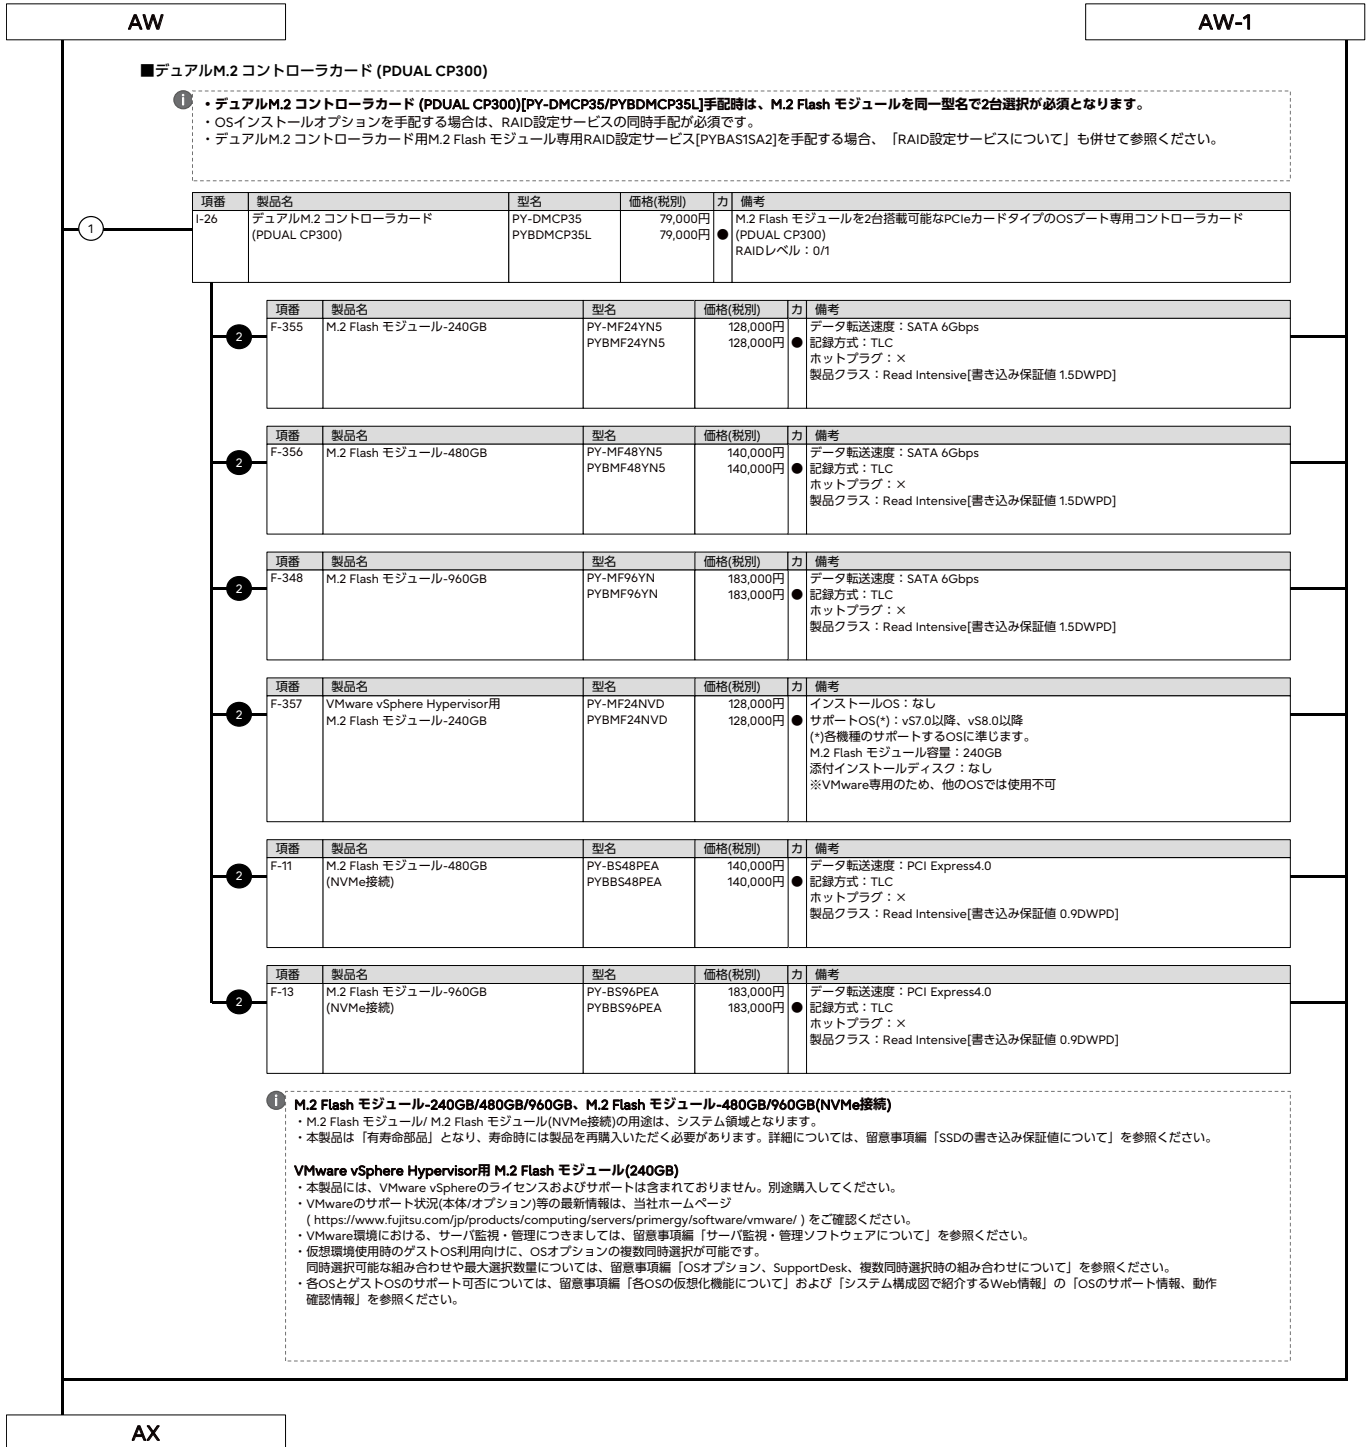 AW
AW-1
■デュアルM.2 コントローラカード (PDUAL CP300)
・デュアルM.2 コントローラカード (PDUAL CP300)[PY-DMCP35/PYBDMCP35L]手配時は、M.2 Flash モジュールを同一型名で2台選択が必須となります。
・OSインストールオプションを手配する場合は、RAID設定サービスの同時手配が必須です。
・デュアルM.2 コントローラカード用M.2 Flash モジュール専用RAID設定サービス[PYBAS1SA2]を手配する場合、「RAID設定サービスについて」も併せて参照ください。
項番 製品名 型名 価格(税別) カ 備考
1 I-26 デュアルM.2 コントローラカード PY-DMCP35 79,000円 M.2 Flash モジュールを2台搭載可能なPCIeカードタイプのOSブート専用コントローラカード
(PDUAL CP300) PYBDMCP35L 79,000円 ● (PDUAL CP300)
RAIDレベル：0/1
項番 製品名 型名 価格(税別) カ 備考
2 F-355 M.2 Flash モジュール-240GB PY-MF24YN5 128,000円 データ転送速度：SATA 6Gbps
PYBMF24YN5 128,000円 ● 記録方式：TLC
ホットプラグ：×
製品クラス：Read Intensive[書き込み保証値 1.5DWPD]
項番 製品名 型名 価格(税別) カ 備考
2 F-356 M.2 Flash モジュール-480GB PY-MF48YN5 140,000円 データ転送速度：SATA 6Gbps
PYBMF48YN5 140,000円 ● 記録方式：TLC
ホットプラグ：×
製品クラス：Read Intensive[書き込み保証値 1.5DWPD]
項番 製品名 型名 価格(税別) カ 備考
2 F-348 M.2 Flash モジュール-960GB PY-MF96YN 183,000円 データ転送速度：SATA 6Gbps
PYBMF96YN 183,000円 ● 記録方式：TLC
ホットプラグ：×
製品クラス：Read Intensive[書き込み保証値 1.5DWPD]
項番 製品名 型名 価格(税別) カ 備考
2 F-357 VMware vSphere Hypervisor用 PY-MF24NVD 128,000円 インストールOS：なし
M.2 Flash モジュール-240GB PYBMF24NVD 128,000円 ● サポートOS(*)：vS7.0以降、vS8.0以降
(*)各機種のサポートするOSに準じます。
M.2 Flash モジュール容量：240GB
添付インストールディスク：なし
※VMware専用のため、他のOSでは使用不可
項番 製品名 型名 価格(税別) カ 備考
2 F-11 M.2 Flash モジュール-480GB PY-BS48PEA 140,000円 データ転送速度：PCI Express4.0
(NVMe接続) PYBBS48PEA 140,000円 ● 記録方式：TLC
ホットプラグ：×
製品クラス：Read Intensive[書き込み保証値 0.9DWPD]
項番 製品名 型名 価格(税別) カ 備考
2 F-13 M.2 Flash モジュール-960GB PY-BS96PEA 183,000円 データ転送速度：PCI Express4.0
(NVMe接続) PYBBS96PEA 183,000円 ● 記録方式：TLC
ホットプラグ：×
製品クラス：Read Intensive[書き込み保証値 0.9DWPD]
M.2 Flash モジュール-240GB/480GB/960GB、M.2 Flash モジュール-480GB/960GB(NVMe接続)
・M.2 Flash モジュール/ M.2 Flash モジュール(NVMe接続)の用途は、システム領域となります。
・本製品は「有寿命部品」となり、寿命時には製品を再購入いただく必要があります。詳細については、留意事項編「SSDの書き込み保証値について」を参照ください。
VMware vSphere Hypervisor用 M.2 Flash モジュール(240GB)
・本製品には、VMware vSphereのライセンスおよびサポートは含まれておりません。別途購入してください。
・VMwareのサポート状況(本体/オプション)等の最新情報は、当社ホームページ
( https://www.fujitsu.com/jp/products/computing/servers/primergy/software/vmware/ ) をご確認ください。
・VMware環境における、サーバ監視・管理につきましては、留意事項編「サーバ監視・管理ソフトウェアについて」を参照ください。
・仮想環境使用時のゲストOS利用向けに、OSオプションの複数同時選択が可能です。
同時選択可能な組み合わせや最大選択数量については、留意事項編「OSオプション、SupportDesk、複数同時選択時の組み合わせについて」を参照ください。
・各OSとゲストOSのサポート可否については、留意事項編「各OSの仮想化機能について」および「システム構成図で紹介するWeb情報」の「OSのサポート情報、動作
確認情報」を参照ください。
AX